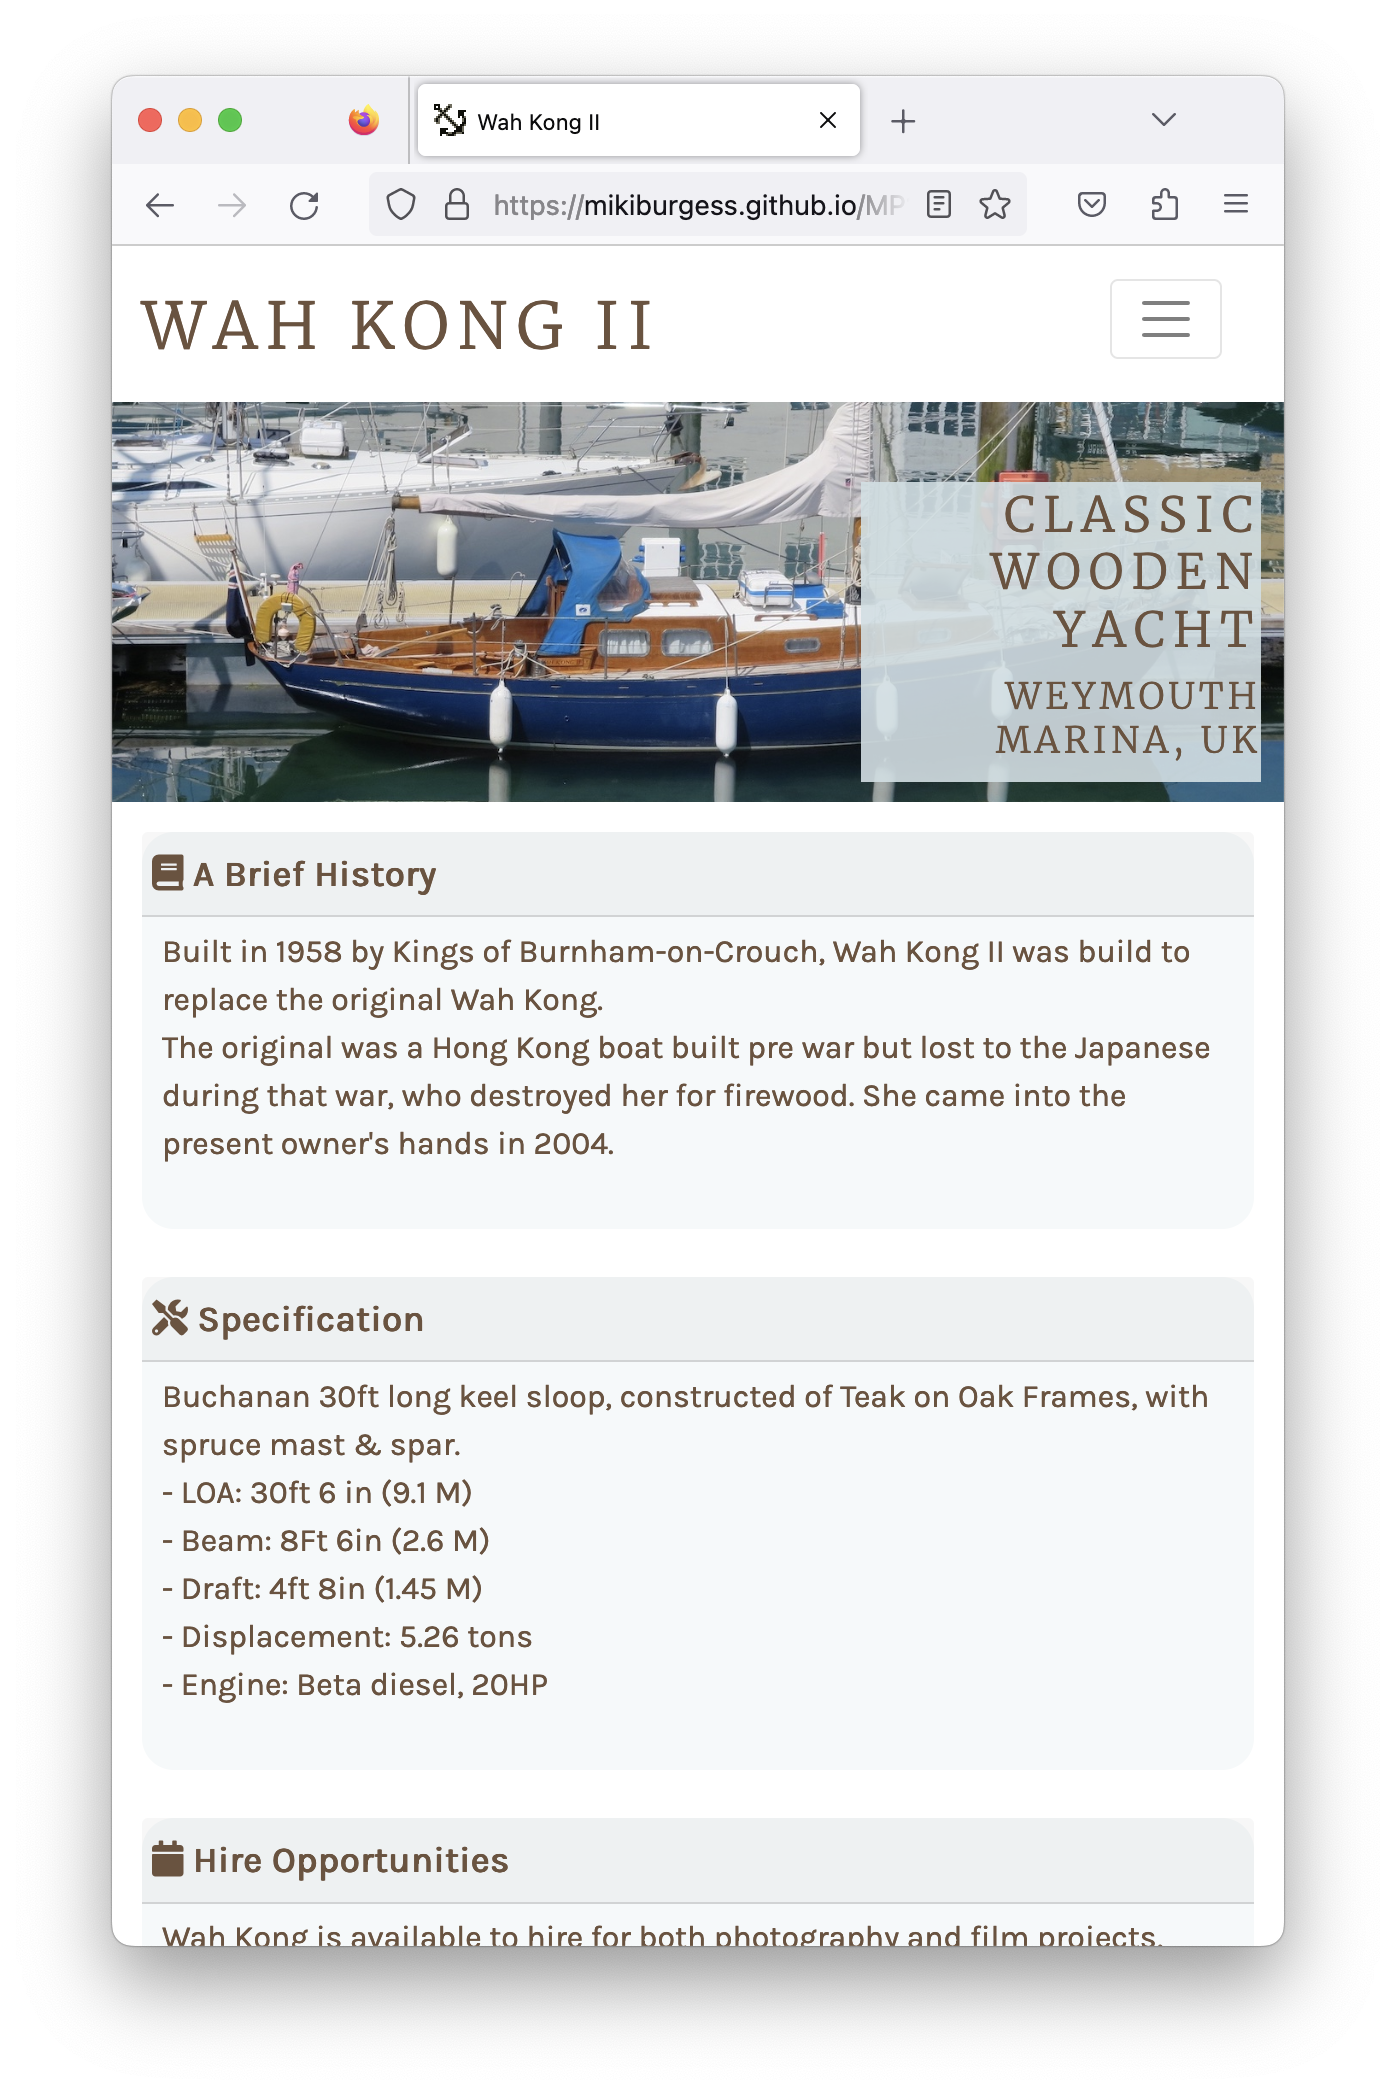 Wah Kong II
https://mikiburgess.github.io/MP
WAH KONG II
CLASSIC
WOODEN
YACHT
WEYMOUTH
MARINA, UK
A Brief History
Built in 1958 by Kings of Burnham-on-Crouch, Wah Kong II was build to
replace the original Wah Kong.
The original was a Hong Kong boat built pre war but lost to the Japanese
during that war, who destroyed her for firewood. She came into the
present owner's hands in 2004.
Specification
Buchanan 30ft long keel sloop, constructed of Teak on Oak Frames, with
spruce mast & spar.
- LOA: 30ft 6 in (9.1 M)
- Beam: 8Ft 6in (2.6 M)
- Draft: 4ft 8in (1.45 M)
- Displacement: 5.26 tons
- Engine: Beta diesel, 20HP
Hire Opportunities
Wah Kong is available to hire for both photography and film projects.